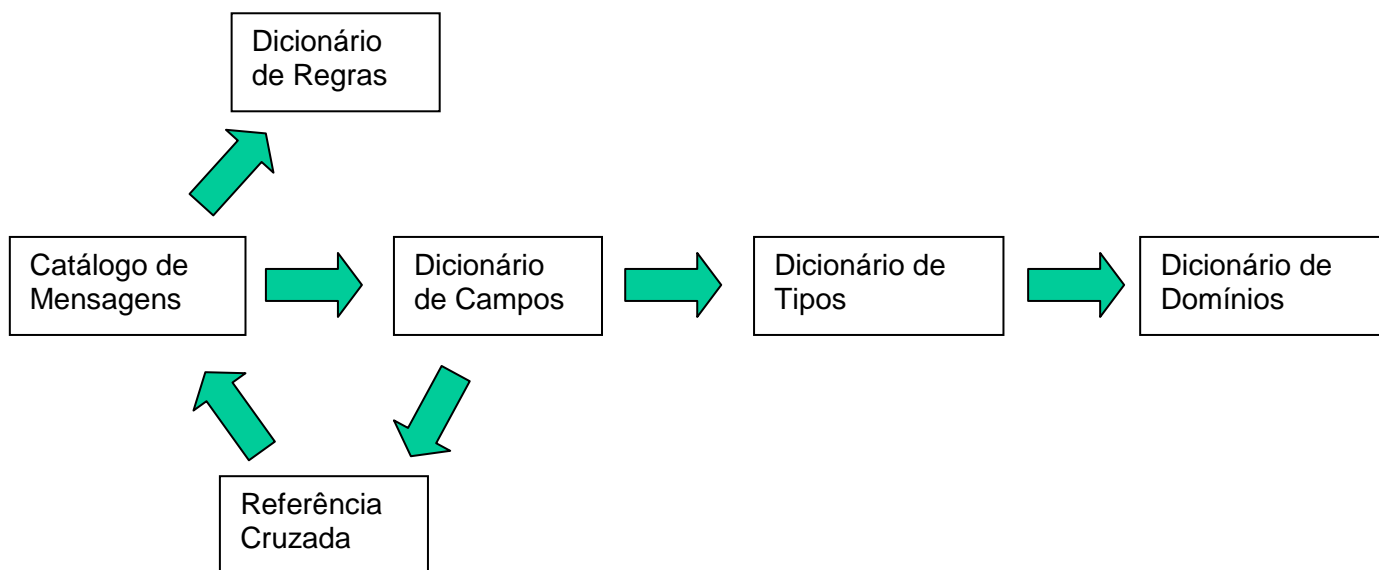 Dicionário
de Regras
Catálogo de
Mensagens
Dicionário
de Campos
Dicionário de
Tipos
Dicionário de
Domínios
Referência
Cruzada